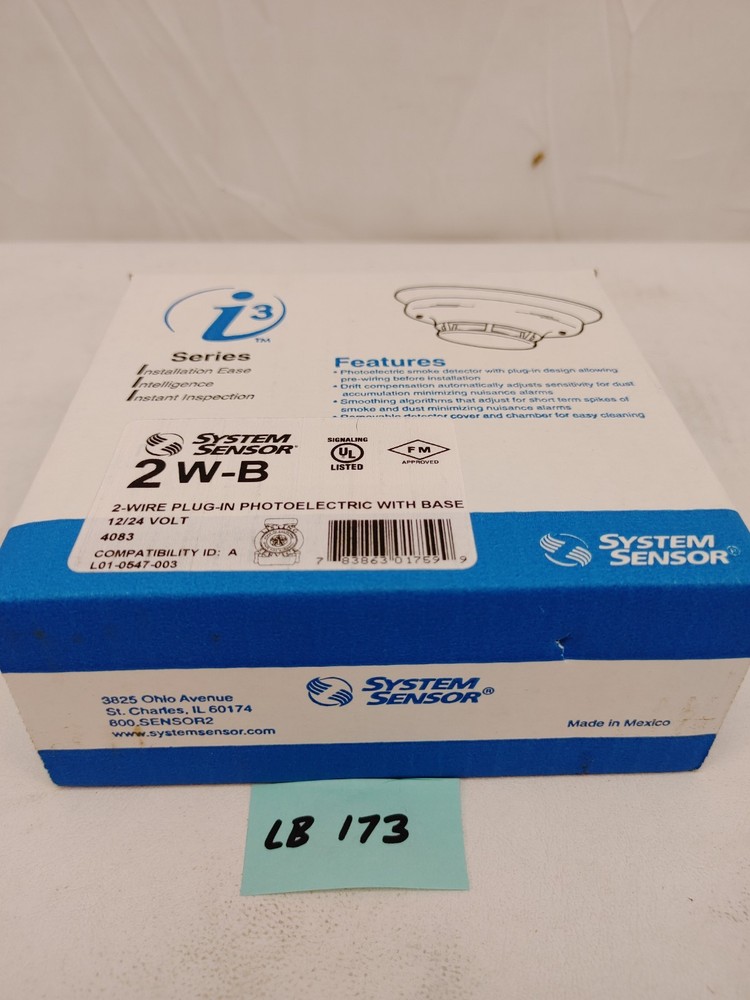 i3™
Series
Installation Ease
Intelligence
Instant Inspection
Features
• Photoelectric smoke detector with plug-in design allowing
pre-wiring before installation
• Drift compensation automatically adjusts sensitivity for dust
accumulation minimizing nuisance alarms
• Smoothing algorithms that adjust for short term spikes of
smoke and dust minimizing nuisance alarms
• Removable detector cover and chamber for easy cleaning
SYSTEM
SENSOR®
2W-B
SIGNALING
UL
LISTED
FM
APPROVED
2-WIRE PLUG-IN PHOTOELECTRIC WITH BASE
12/24 VOLT
4083
COMPATIBILITY ID: A
L01-0547-003
7 83863 01759 9
SYSTEM
SENSOR®
SYSTEM
SENSOR®
3825 Ohio Avenue
St. Charles, IL 60174
800.SENSOR2
www.systemsensor.com
Made in Mexico
LB 173